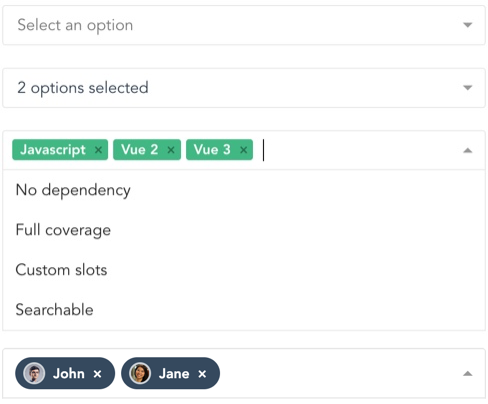 Select an option
2 options selected
Javascript × Vue 2 × Vue 3 ×
No dependency
Full coverage
Custom slots
Searchable
John × Jane ×